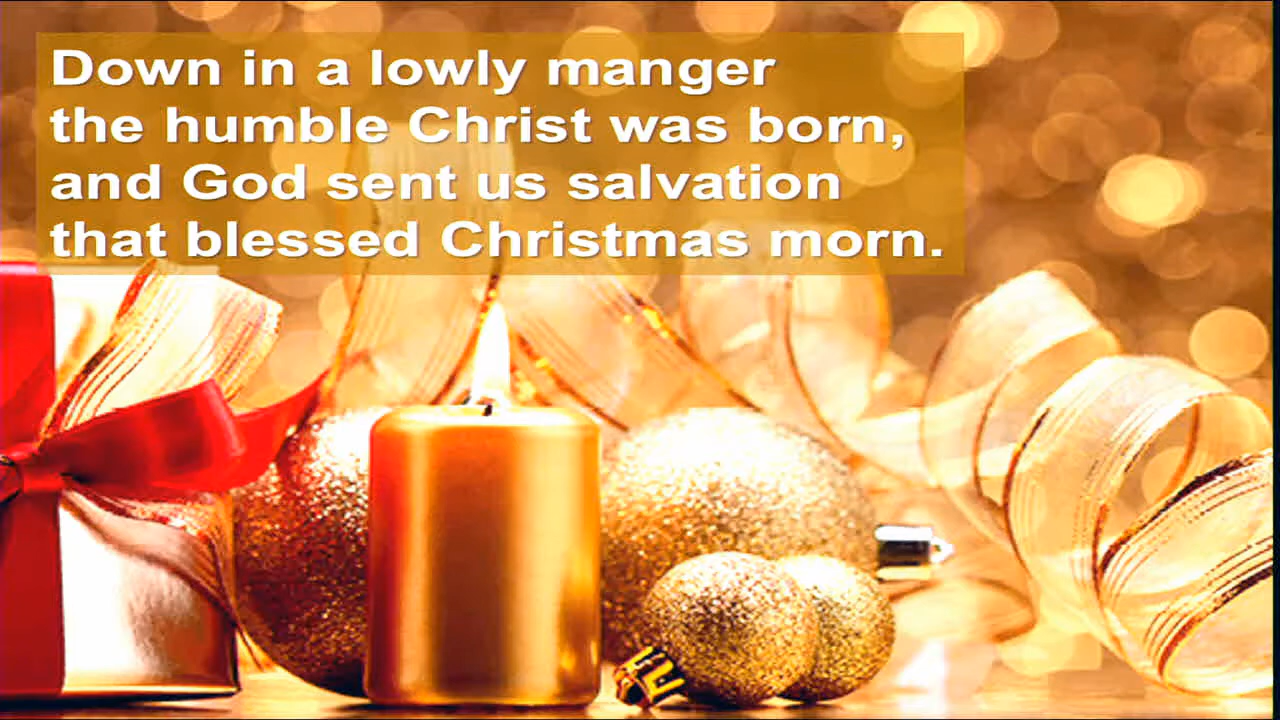 Down in a lowly manger
the humble Christ was born,
and God sent us salvation
that blessed Christmas morn.